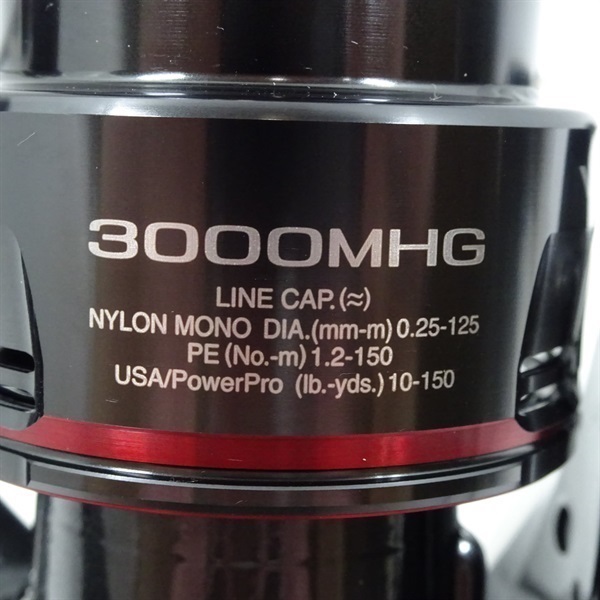 3000MHG
LINE CAP.(≈)
NYLON MONO DIA.(mm-m) 0.25-125
PE (No.-m) 1.2-150
USA/PowerPro (lb.-yds.) 10-150